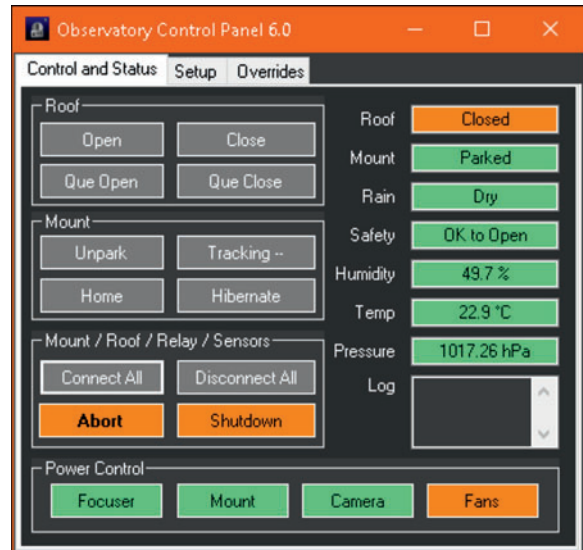 Observatory Control Panel 6.0
Control and Status Setup Overrides
Roof
Open Close
Que Open Que Close
Mount
Unpark Tracking --
Home Hibernate
Mount / Roof / Relay / Sensors
Connect All Disconnect All
Abort Shutdown
Roof Closed
Mount Parked
Rain Dry
Safety OK to Open
Humidity 49.7 %
Temp 22.9 °C
Pressure 1017.26 hPa
Log
Power Control
Focuser Mount Camera Fans